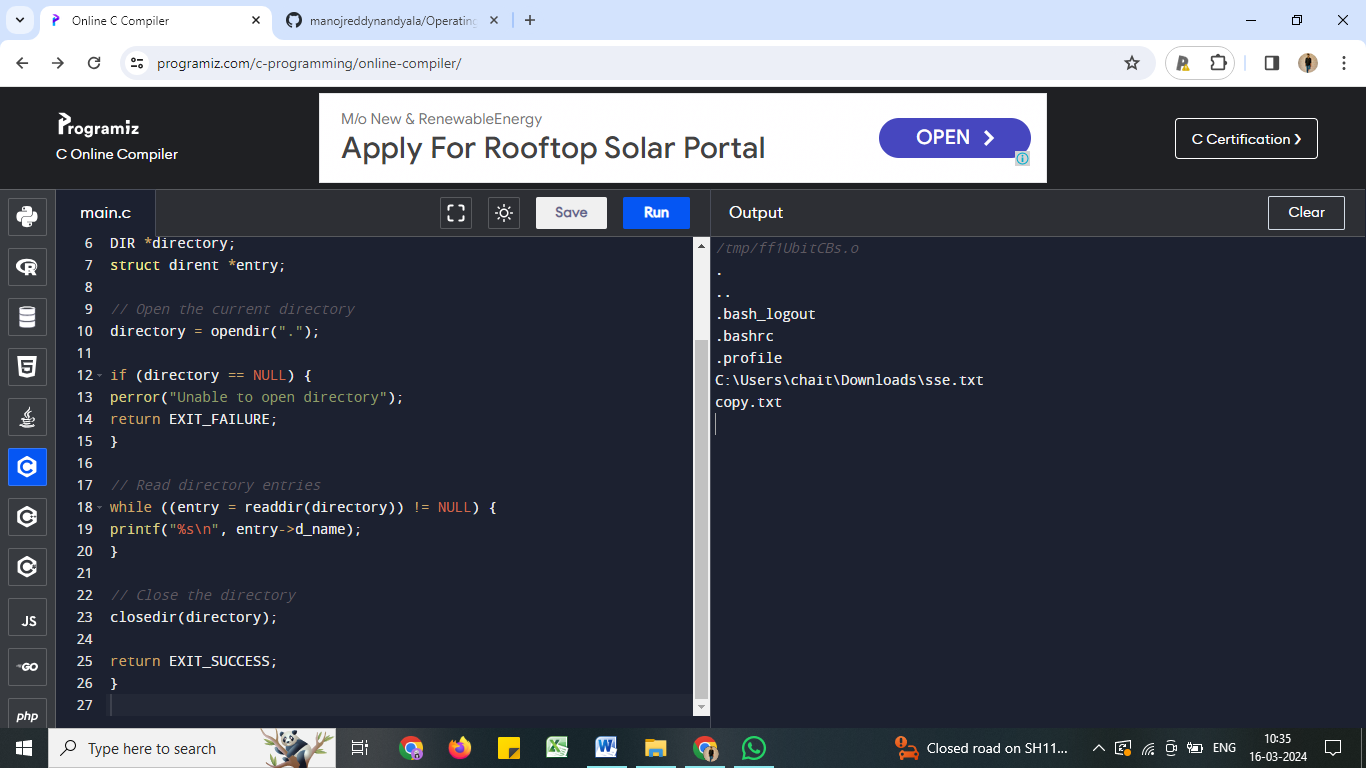 Online C Compiler
manojreddynandyala/Operating
programiz.com/c-programming/online-compiler/
Programiz
C Online Compiler
M/o New & RenewableEnergy
Apply For Rooftop Solar Portal
OPEN
C Certification
main.c
Save
Run
Output
Clear
6 DIR *directory;
7 struct dirent *entry;
8
9 // Open the current directory
10 directory = opendir(".");
11
12 if (directory == NULL) {
13 perror("Unable to open directory");
14 return EXIT_FAILURE;
15 }
16
17 // Read directory entries
18 while ((entry = readdir(directory)) != NULL) {
19 printf("%s\n", entry->d_name);
20 }
21
22 // Close the directory
23 closedir(directory);
24
25 return EXIT_SUCCESS;
26 }
27
/tmp/ff1UbitCBs.o
.
..
.bash_logout
.bashrc
.profile
C:\Users\chait\Downloads\sse.txt
copy.txt
JS
GO
php
Type here to search
Closed road on SH11...
ENG
10:35
16-03-2024